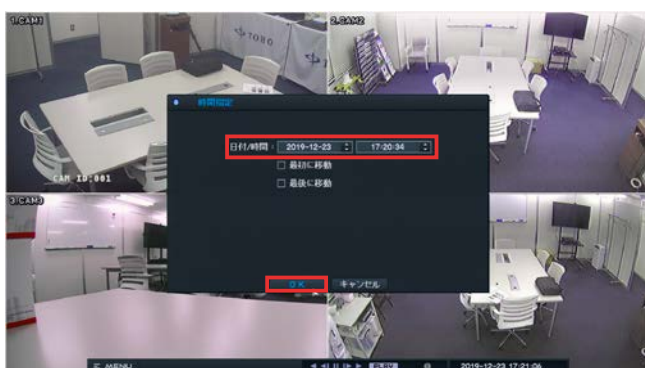 1.CAM1
2.CAM2
TOHO
時間指定
日付/時間 : 2019-12-23 17:20:34
最初に移動
最後に移動
CAM ID:001
3.CAM3
OK キャンセル
MENU PLAY 2019-12-23 17:21:06